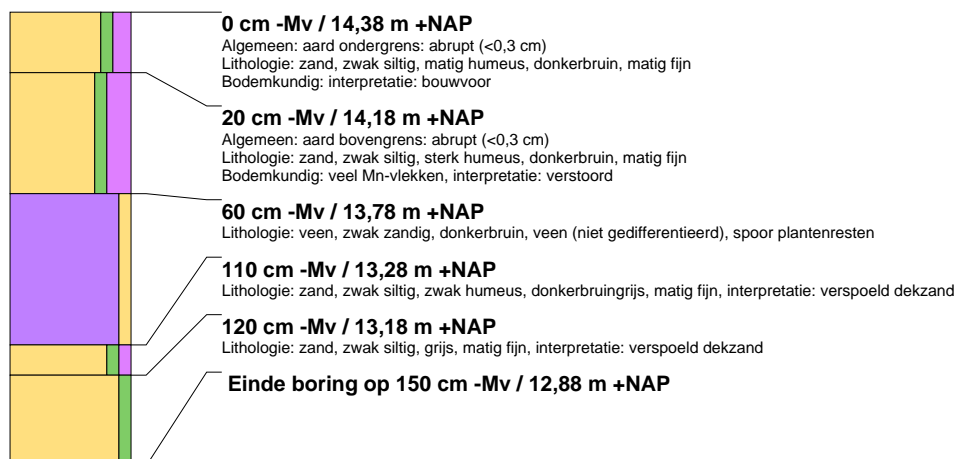 0 cm -Mv / 14,38 m +NAP
Algemeen: aard ondergrens: abrupt (<0,3 cm)
Lithologie: zand, zwak siltig, matig humeus, donkerbruin, matig fijn
Bodemkundig: interpretatie: bouwvoor
20 cm -Mv / 14,18 m +NAP
Algemeen: aard bovengrens: abrupt (<0,3 cm)
Lithologie: zand, zwak siltig, sterk humeus, donkerbruin, matig fijn
Bodemkundig: veel Mn-vlekken, interpretatie: verstoord
60 cm -Mv / 13,78 m +NAP
Lithologie: veen, zwak zandig, donkerbruin, veen (niet gedifferentieerd), spoor plantenresten
110 cm -Mv / 13,28 m +NAP
Lithologie: zand, zwak siltig, zwak humeus, donkerbruingrijs, matig fijn, interpretatie: verspoeld dekzand
120 cm -Mv / 13,18 m +NAP
Lithologie: zand, zwak siltig, grijs, matig fijn, interpretatie: verspoeld dekzand
Einde boring op 150 cm -Mv / 12,88 m +NAP